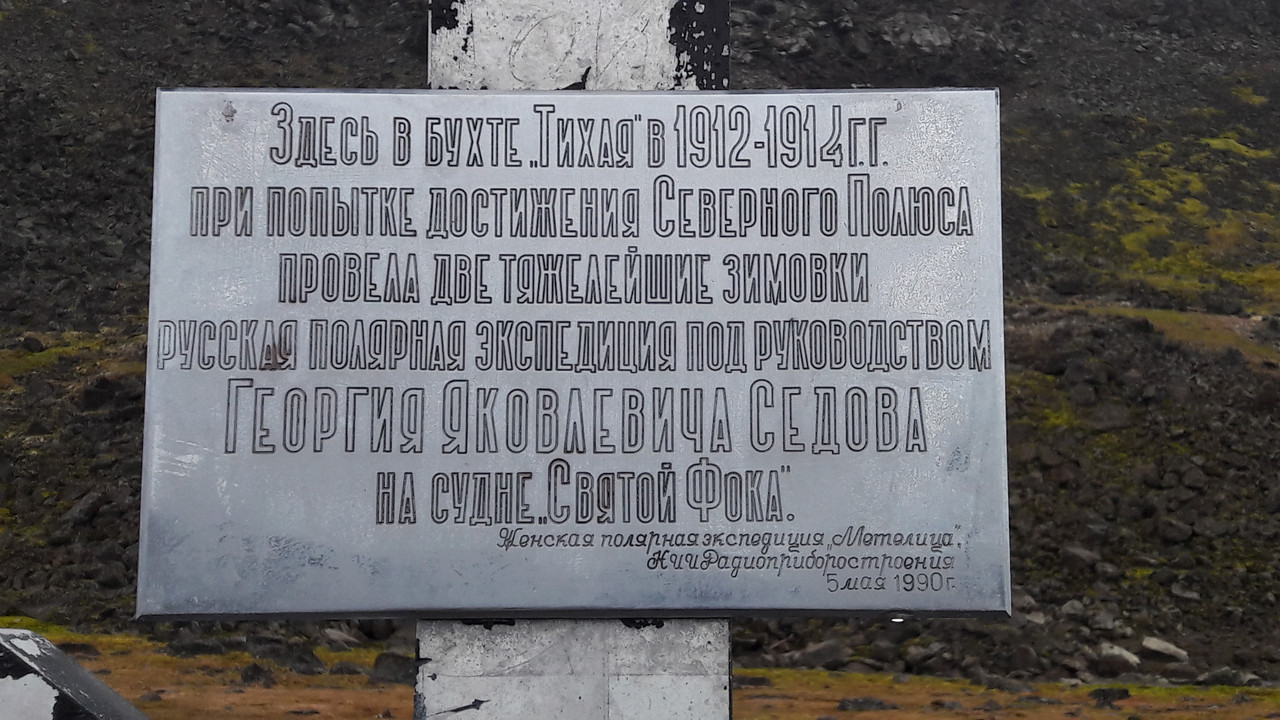 Здесь в бухте „Тихая" в 1912-1914 г.г.
при попытке достижения Северного Полюса
провела две тяжелейшие зимовки
русская полярная экспедиция под руководством
Георгия Яковлевича Седова
на судне „Святой Фока".
Женская полярная экспедиция „Метелица",
НИИ Радиоприборостроения
5 мая 1990 г.